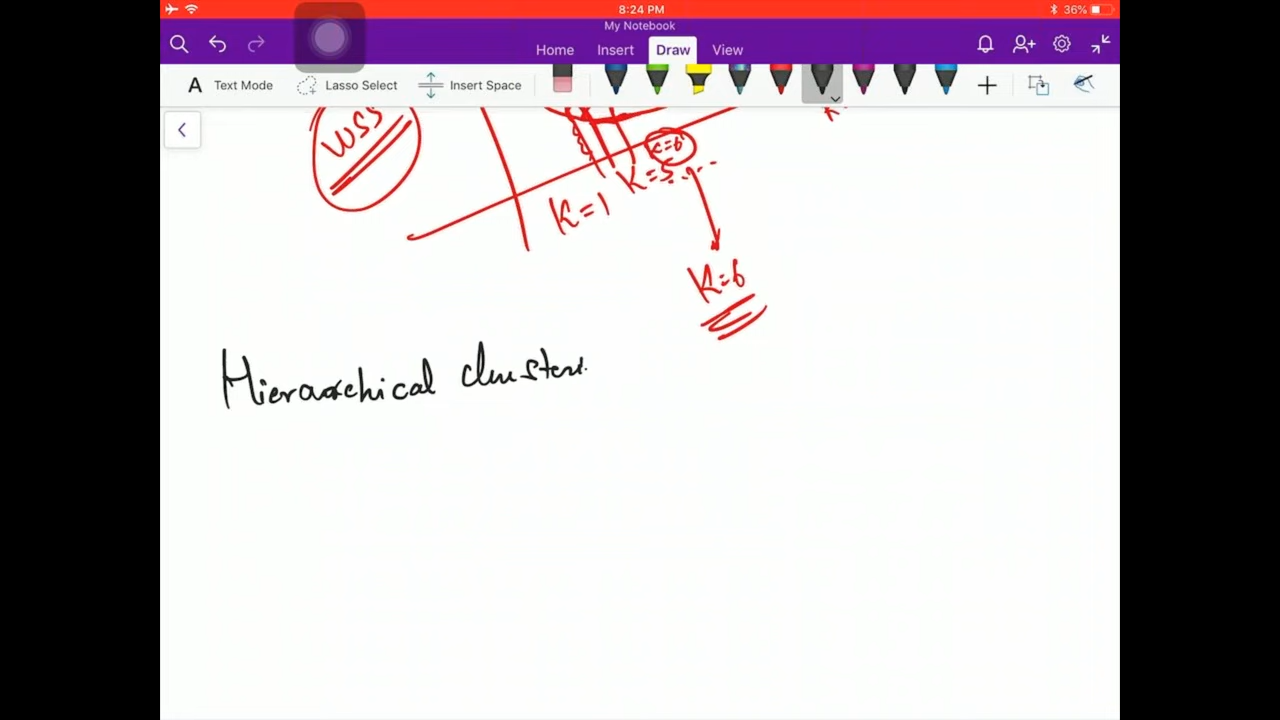 8:24 PM
36%
My Notebook
Home Insert Draw View
A Text Mode Lasso Select Insert Space
WSS
K=6
K=5....
K=1
K=6
Hierarchical clusteri